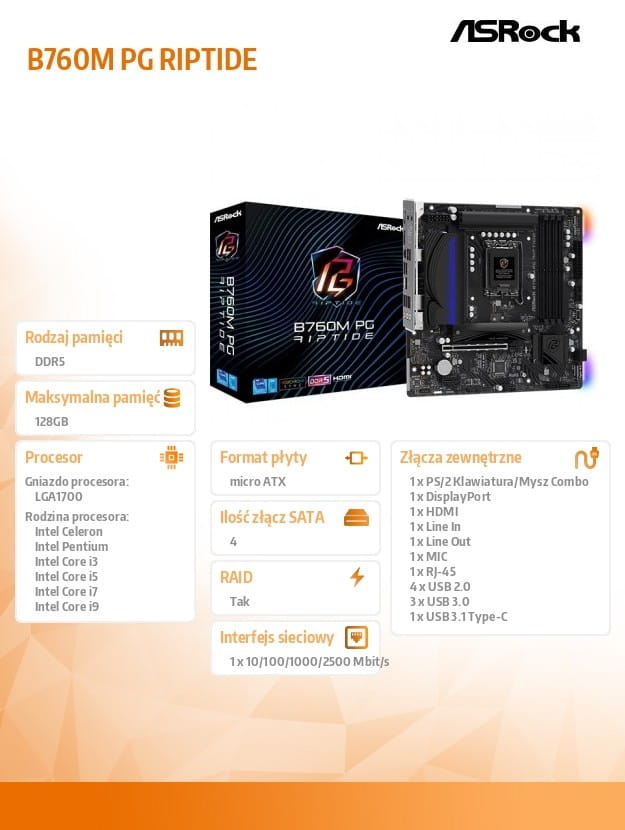 ASRock
B760M PG RIPTIDE
ASRock
ASRock
B760M PG
RIPTIDE
RIPTIDE
B760M PG
RIPTIDE
DDR5
HDMI
Rodzaj pamięci
DDR5
Maksymalna pamięć
128GB
Procesor
Gniazdo procesora:
LGA1700
Rodzina procesora:
Intel Celeron
Intel Pentium
Intel Core i3
Intel Core i5
Intel Core i7
Intel Core i9
Format płyty
micro ATX
Ilość złącz SATA
4
RAID
Tak
Interfejs sieciowy
1 x 10/100/1000/2500 Mbit/s
Złącza zewnętrzne
1 x PS/2 Klawiatura/Mysz Combo
1 x DisplayPort
1 x HDMI
1 x Line In
1 x Line Out
1 x MIC
1 x RJ-45
4 x USB 2.0
3 x USB 3.0
1 x USB 3.1 Type-C